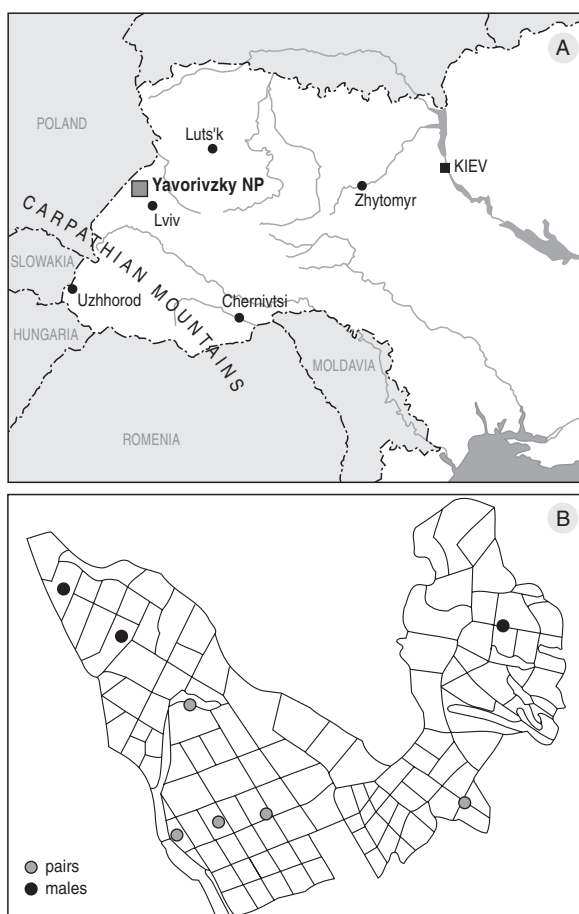 A
POLAND
Luts'k
KIEV
Yavorivzky NP
Zhytomyr
Lviv
CARPATHIAN MOUNTAINS
SLOWAKIA
Uzhhorod
Chernivtsi
HUNGARIA
MOLDAVIA
ROMENIA
B
pairs
males